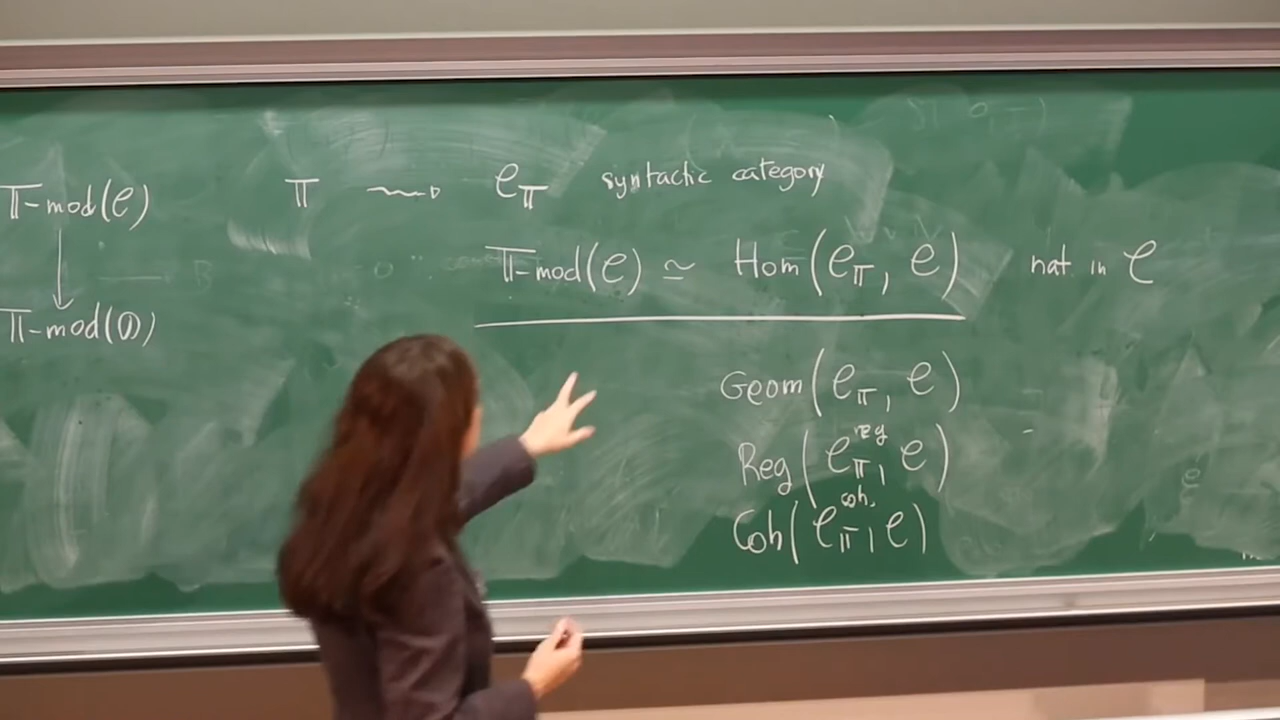 𝕋-mod(𝒞)
↓
𝕋-mod(𝒟)
𝕋 ⇝ 𝒞_𝕋 syntactic category
𝕋-mod(𝒞) ≃ Hom(𝒞_𝕋, 𝒞) nat in 𝒞
Geom(𝒞_𝕋, 𝒞)
Reg(𝒞_𝕋^reg, 𝒞)
Coh(𝒞_𝕋^coh., 𝒞)